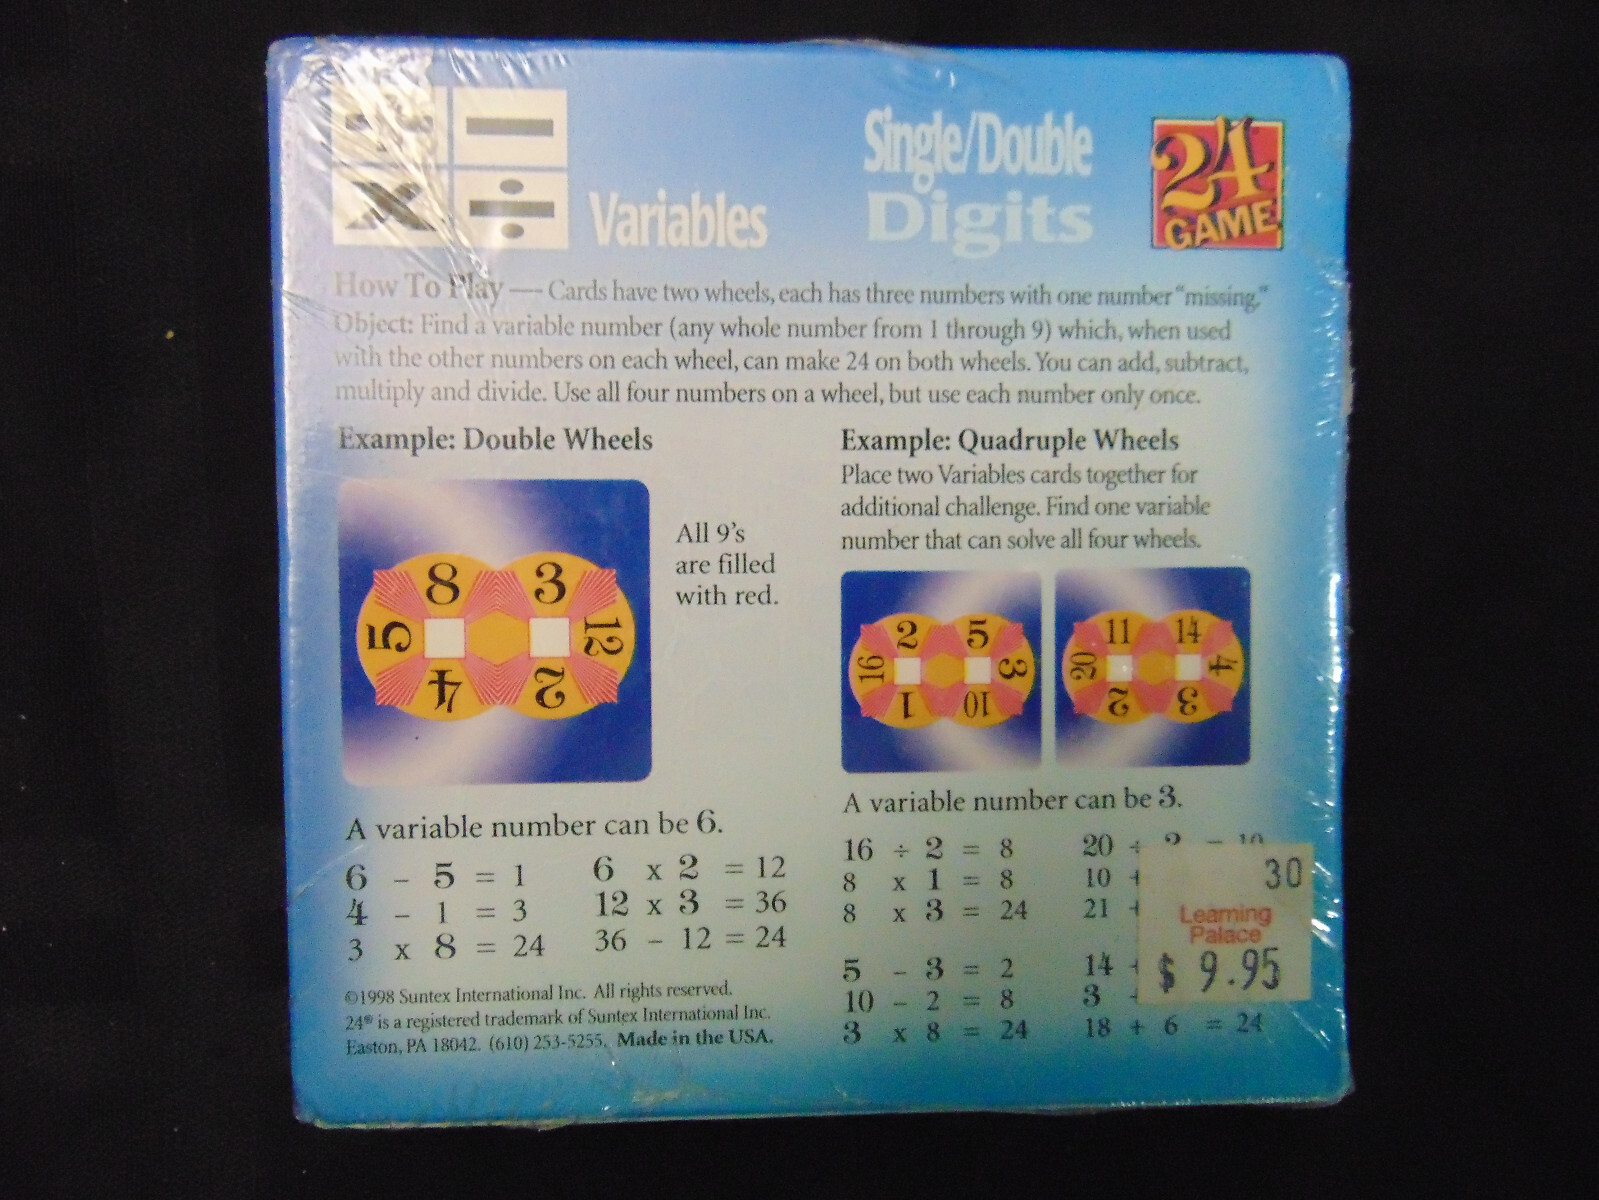 + −
× ÷
Variables
Single/Double
Digits
24
GAME
How To Play — Cards have two wheels, each has three numbers with one number "missing."
Object: Find a variable number (any whole number from 1 through 9) which, when used
with the other numbers on each wheel, can make 24 on both wheels. You can add, subtract,
multiply and divide. Use all four numbers on a wheel, but use each number only once.
Example: Double Wheels
8 3
5 12
4 2
All 9's
are filled
with red.
A variable number can be 6.
6 - 5 = 1
4 - 1 = 3
3 x 8 = 24
6 x 2 = 12
12 x 3 = 36
36 - 12 = 24
©1998 Suntex International Inc. All rights reserved.
24® is a registered trademark of Suntex International Inc.
Easton, PA 18042. (610) 253-5255. Made in the USA.
Example: Quadruple Wheels
Place two Variables cards together for
additional challenge. Find one variable
number that can solve all four wheels.
2 5
16 3
1 10
11 14
20 4
2 3
A variable number can be 3.
16 ÷ 2 = 8
8 x 1 = 8
8 x 3 = 24
5 - 3 = 2
10 - 2 = 8
3 x 8 = 24
20
10
21
14
3
18 + 6 = 24
30
Learning
Palace
$ 9.95